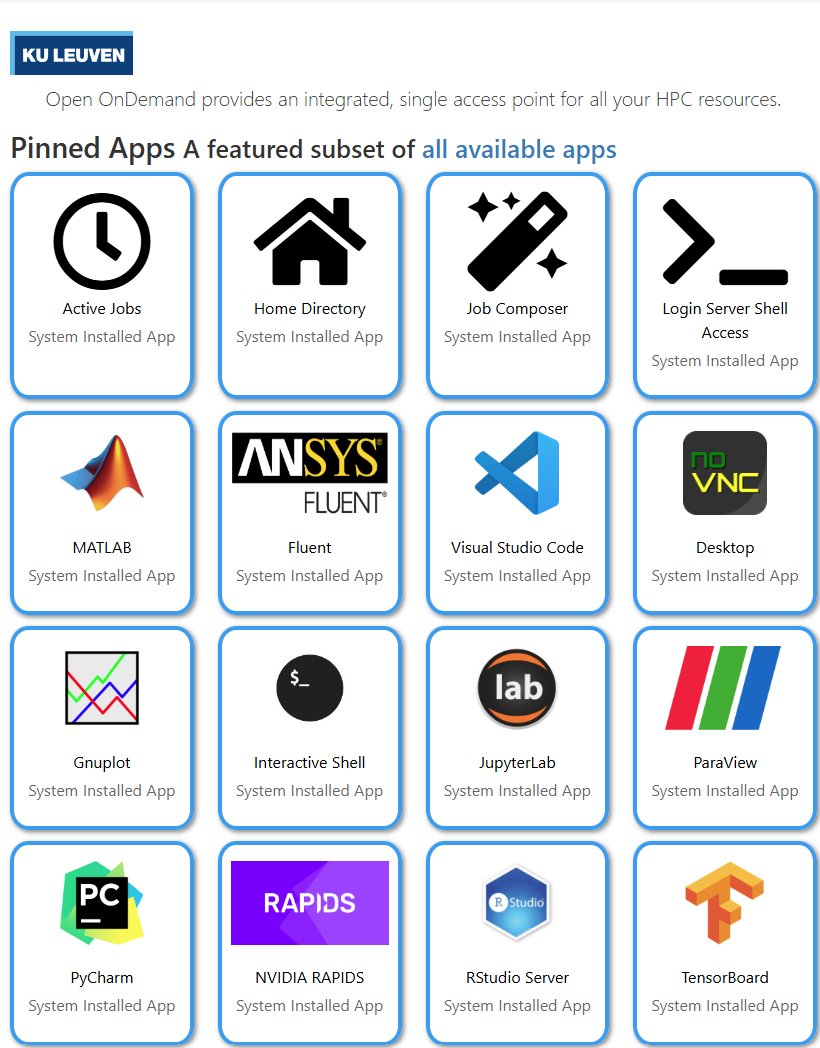 KU LEUVEN
Open OnDemand provides an integrated, single access point for all your HPC resources.
Pinned Apps A featured subset of all available apps
Active Jobs
System Installed App
Home Directory
System Installed App
Job Composer
System Installed App
Login Server Shell
Access
System Installed App
MATLAB
System Installed App
ANSYS®
FLUENT®
Fluent
System Installed App
Visual Studio Code
System Installed App
no
VNC
Desktop
System Installed App
Gnuplot
System Installed App
$_
Interactive Shell
System Installed App
lab
JupyterLab
System Installed App
ParaView
System Installed App
PC
PyCharm
System Installed App
RAPIDS
NVIDIA RAPIDS
System Installed App
R Studio
RStudio Server
System Installed App
TensorBoard
System Installed App